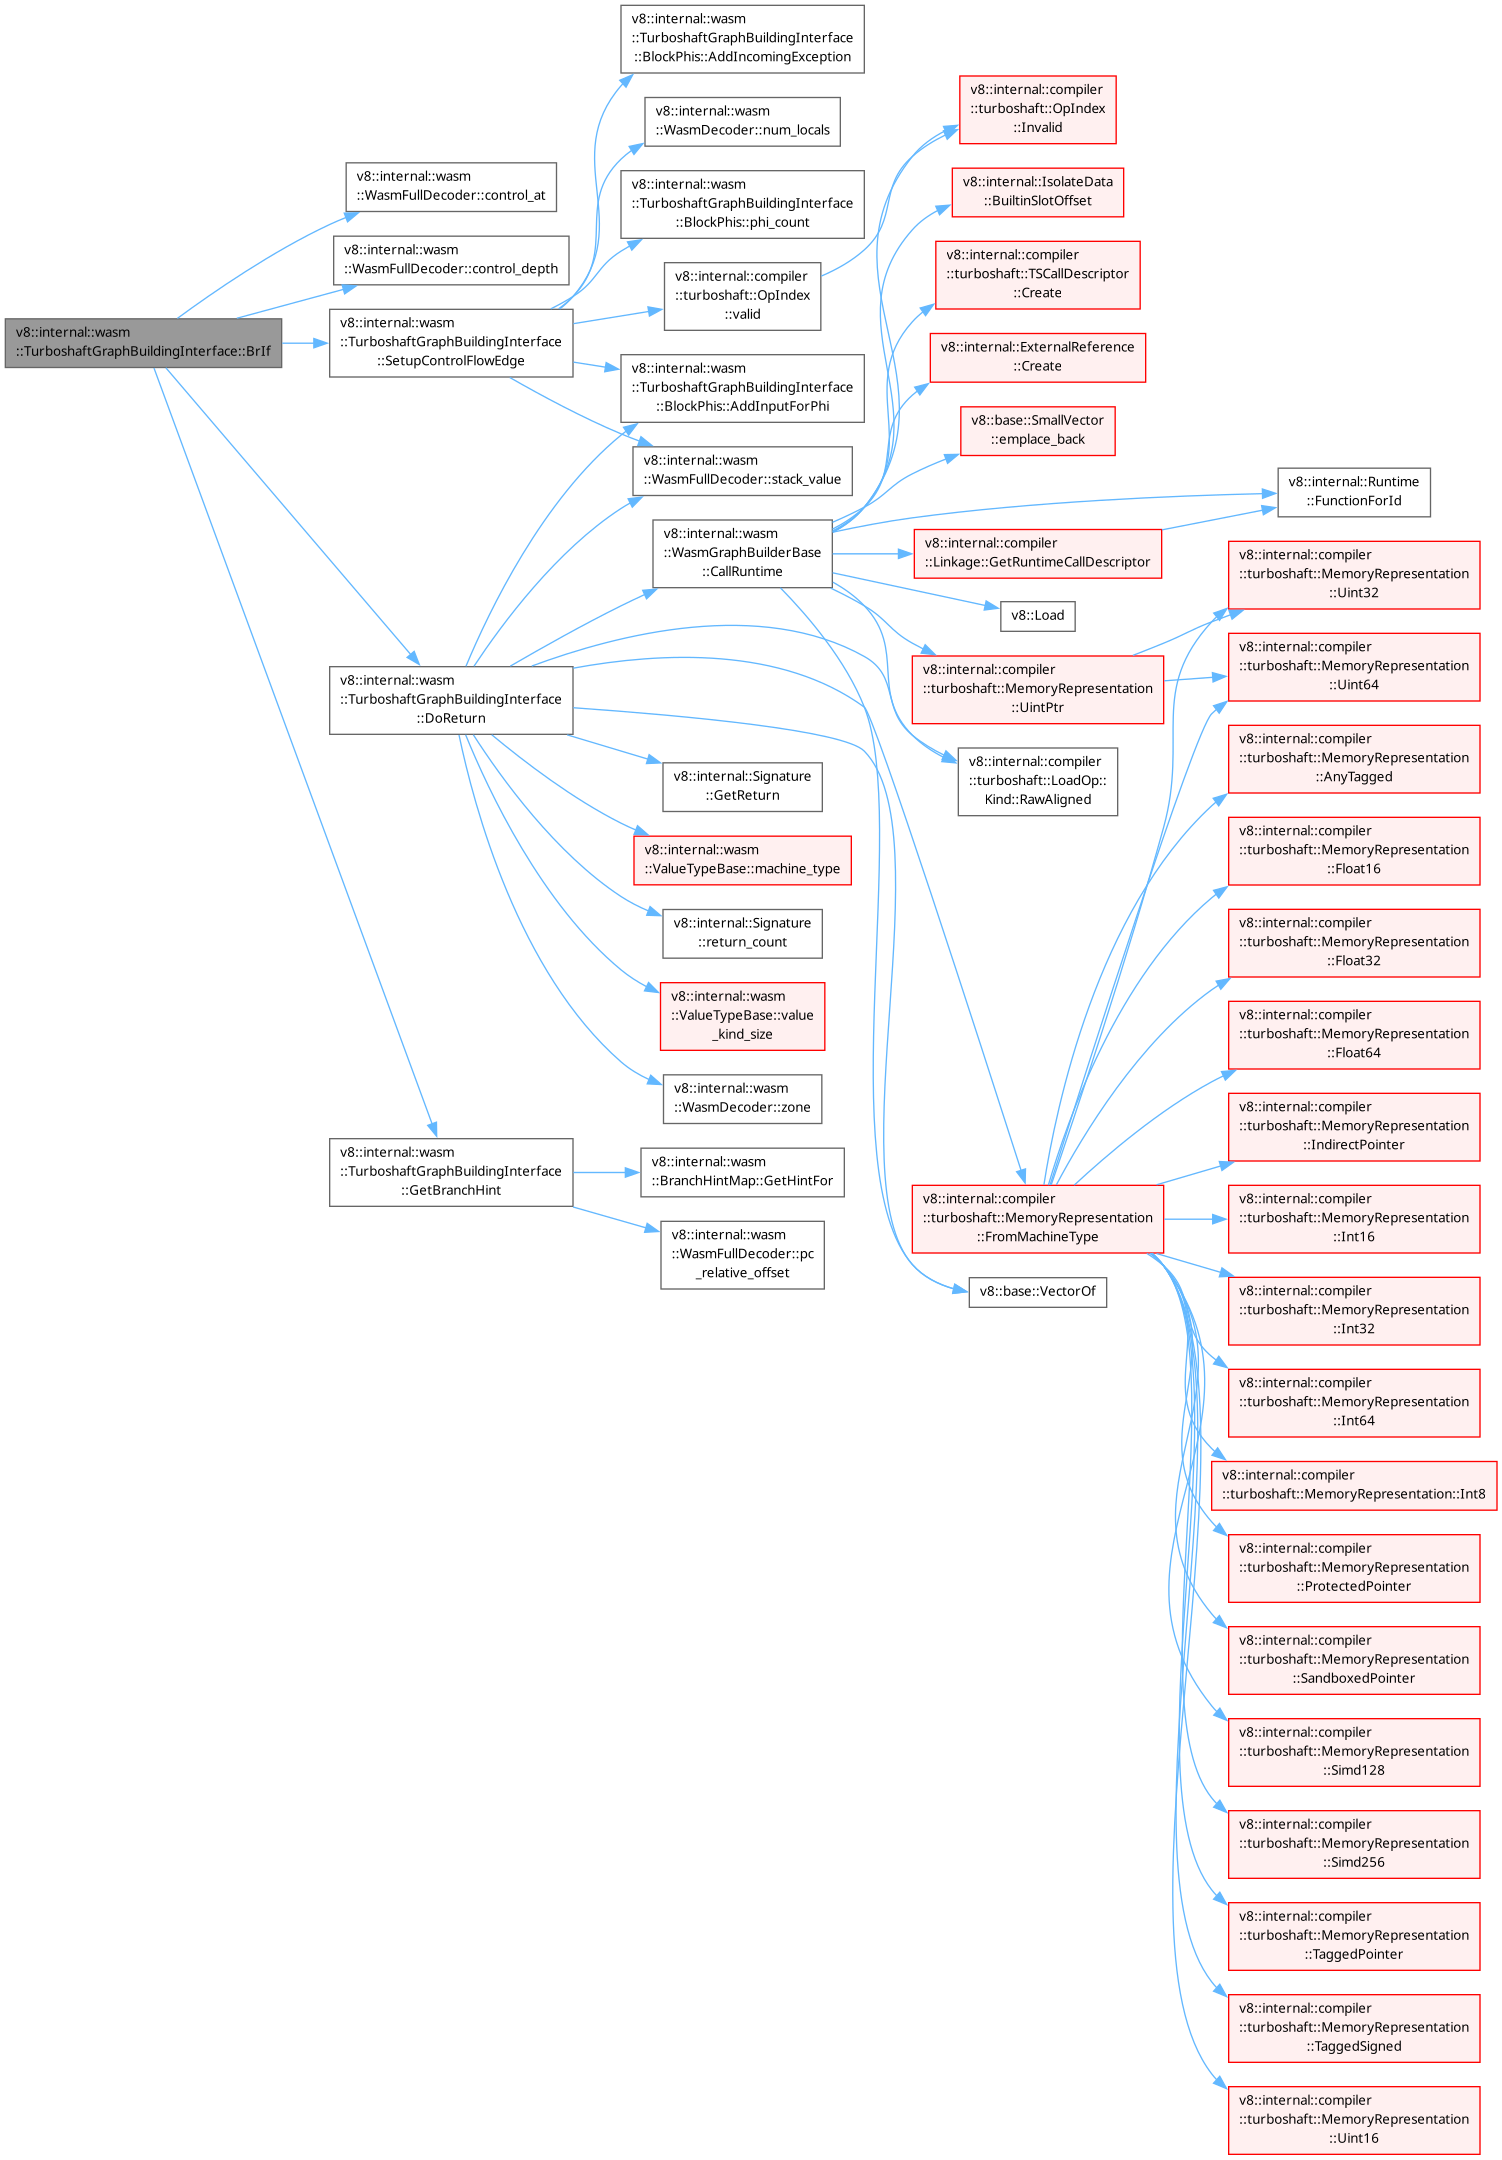 v8::internal::wasm
::TurboshaftGraphBuildingInterface::BrIf
v8::internal::wasm
::WasmFullDecoder::control_at
v8::internal::wasm
::WasmFullDecoder::control_depth
v8::internal::wasm
::TurboshaftGraphBuildingInterface
::SetupControlFlowEdge
v8::internal::wasm
::TurboshaftGraphBuildingInterface
::DoReturn
v8::internal::wasm
::TurboshaftGraphBuildingInterface
::GetBranchHint
v8::internal::wasm
::TurboshaftGraphBuildingInterface
::BlockPhis::AddIncomingException
v8::internal::wasm
::WasmDecoder::num_locals
v8::internal::wasm
::TurboshaftGraphBuildingInterface
::BlockPhis::phi_count
v8::internal::compiler
::turboshaft::OpIndex
::valid
v8::internal::wasm
::TurboshaftGraphBuildingInterface
::BlockPhis::AddInputForPhi
v8::internal::wasm
::WasmFullDecoder::stack_value
v8::internal::wasm
::WasmGraphBuilderBase
::CallRuntime
v8::internal::Signature
::GetReturn
v8::internal::wasm
::ValueTypeBase::machine_type
v8::internal::Signature
::return_count
v8::internal::wasm
::ValueTypeBase::value
_kind_size
v8::internal::wasm
::WasmDecoder::zone
v8::internal::wasm
::BranchHintMap::GetHintFor
v8::internal::wasm
::WasmFullDecoder::pc
_relative_offset
v8::internal::compiler
::turboshaft::OpIndex
::Invalid
v8::internal::IsolateData
::BuiltinSlotOffset
v8::internal::compiler
::turboshaft::TSCallDescriptor
::Create
v8::internal::ExternalReference
::Create
v8::base::SmallVector
::emplace_back
v8::internal::compiler
::Linkage::GetRuntimeCallDescriptor
v8::Load
v8::internal::compiler
::turboshaft::MemoryRepresentation
::UintPtr
v8::internal::compiler
::turboshaft::LoadOp::
Kind::RawAligned
v8::internal::compiler
::turboshaft::MemoryRepresentation
::FromMachineType
v8::base::VectorOf
v8::internal::Runtime
::FunctionForId
v8::internal::compiler
::turboshaft::MemoryRepresentation
::Uint32
v8::internal::compiler
::turboshaft::MemoryRepresentation
::Uint64
v8::internal::compiler
::turboshaft::MemoryRepresentation
::AnyTagged
v8::internal::compiler
::turboshaft::MemoryRepresentation
::Float16
v8::internal::compiler
::turboshaft::MemoryRepresentation
::Float32
v8::internal::compiler
::turboshaft::MemoryRepresentation
::Float64
v8::internal::compiler
::turboshaft::MemoryRepresentation
::IndirectPointer
v8::internal::compiler
::turboshaft::MemoryRepresentation
::Int16
v8::internal::compiler
::turboshaft::MemoryRepresentation
::Int32
v8::internal::compiler
::turboshaft::MemoryRepresentation
::Int64
v8::internal::compiler
::turboshaft::MemoryRepresentation::Int8
v8::internal::compiler
::turboshaft::MemoryRepresentation
::ProtectedPointer
v8::internal::compiler
::turboshaft::MemoryRepresentation
::SandboxedPointer
v8::internal::compiler
::turboshaft::MemoryRepresentation
::Simd128
v8::internal::compiler
::turboshaft::MemoryRepresentation
::Simd256
v8::internal::compiler
::turboshaft::MemoryRepresentation
::TaggedPointer
v8::internal::compiler
::turboshaft::MemoryRepresentation
::TaggedSigned
v8::internal::compiler
::turboshaft::MemoryRepresentation
::Uint16